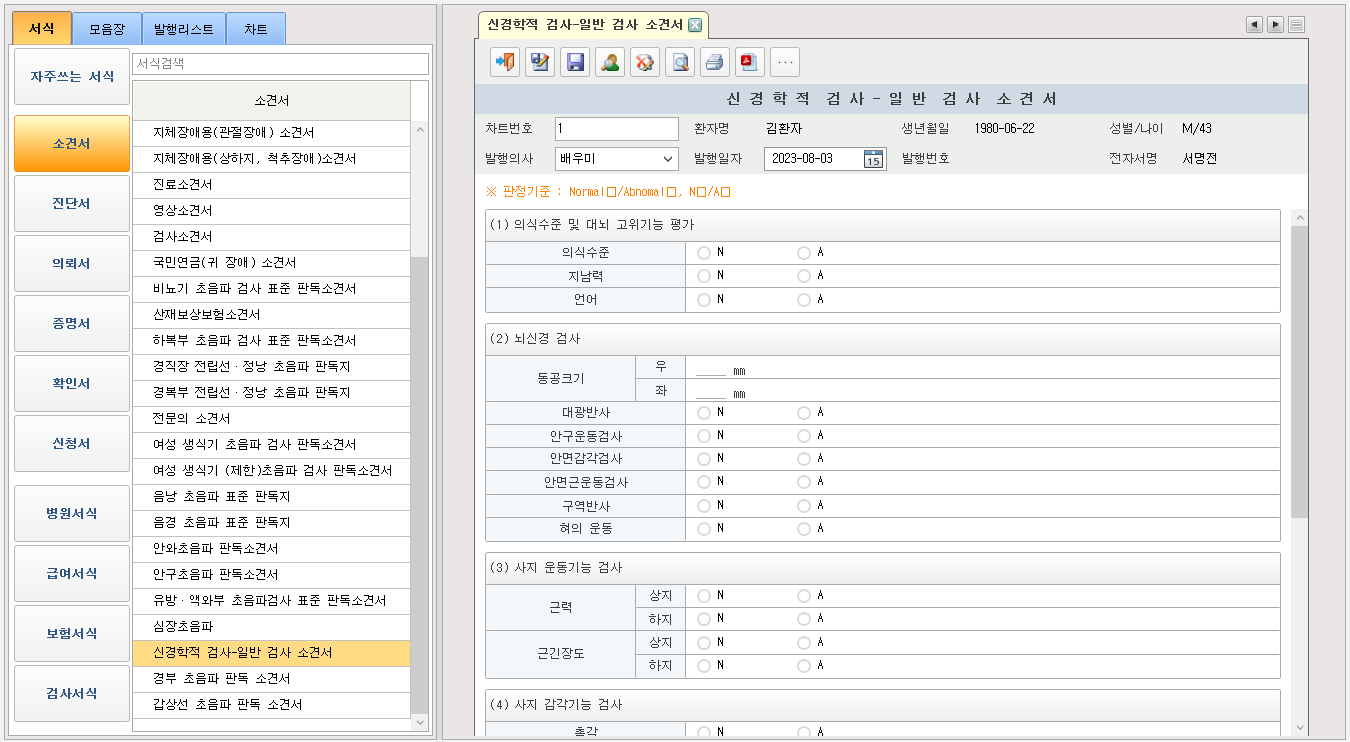 서식 모음장 발행리스트 차트
자주쓰는 서식
소견서
진단서
의뢰서
증명서
확인서
신청서
병원서식
급여서식
보험서식
검사서식
서식검색
소견서
지체장애용(관절장애) 소견서
지체장애용(상하지, 척추장애)소견서
진료소견서
영상소견서
검사소견서
국민연금(귀 장애) 소견서
비뇨기 초음파 검사 표준 판독소견서
산재보상보험소견서
하복부 초음파 검사 표준 판독소견서
경직장 전립선·정낭 초음파 판독지
경복부 전립선·정낭 초음파 판독지
전문의 소견서
여성 생식기 초음파 검사 판독소견서
여성 생식기 (제한)초음파 검사 판독소견서
음낭 초음파 표준 판독지
음경 초음파 표준 판독지
안와초음파 판독소견서
안구초음파 판독소견서
유방·액와부 초음파검사 표준 판독소견서
심장초음파
신경학적 검사-일반 검사 소견서
경부 초음파 판독 소견서
갑상선 초음파 판독 소견서
신경학적 검사-일반 검사 소견서
신 경 학 적 검 사 - 일 반 검 사 소 견 서
차트번호 1 환자명 김환자 생년월일 1980-06-22 성별/나이 M/43
발행의사 배우미 발행일자 2023-08-03 15 발행번호 전자서명 서명전
※ 판정기준 : Normal□/Abnomal□, N□/A□
(1) 의식수준 및 대뇌 고위기능 평가
의식수준 N A
지남력 N A
언어 N A
(2) 뇌신경 검사
동공크기 우 ____ mm
좌 ____ mm
대광반사 N A
안구운동검사 N A
안면감각검사 N A
안면근운동검사 N A
구역반사 N A
혀의 운동 N A
(3) 사지 운동기능 검사
근력 상지 N A
하지 N A
근긴장도 상지 N A
하지 N A
(4) 사지 감각기능 검사
촉각 N A